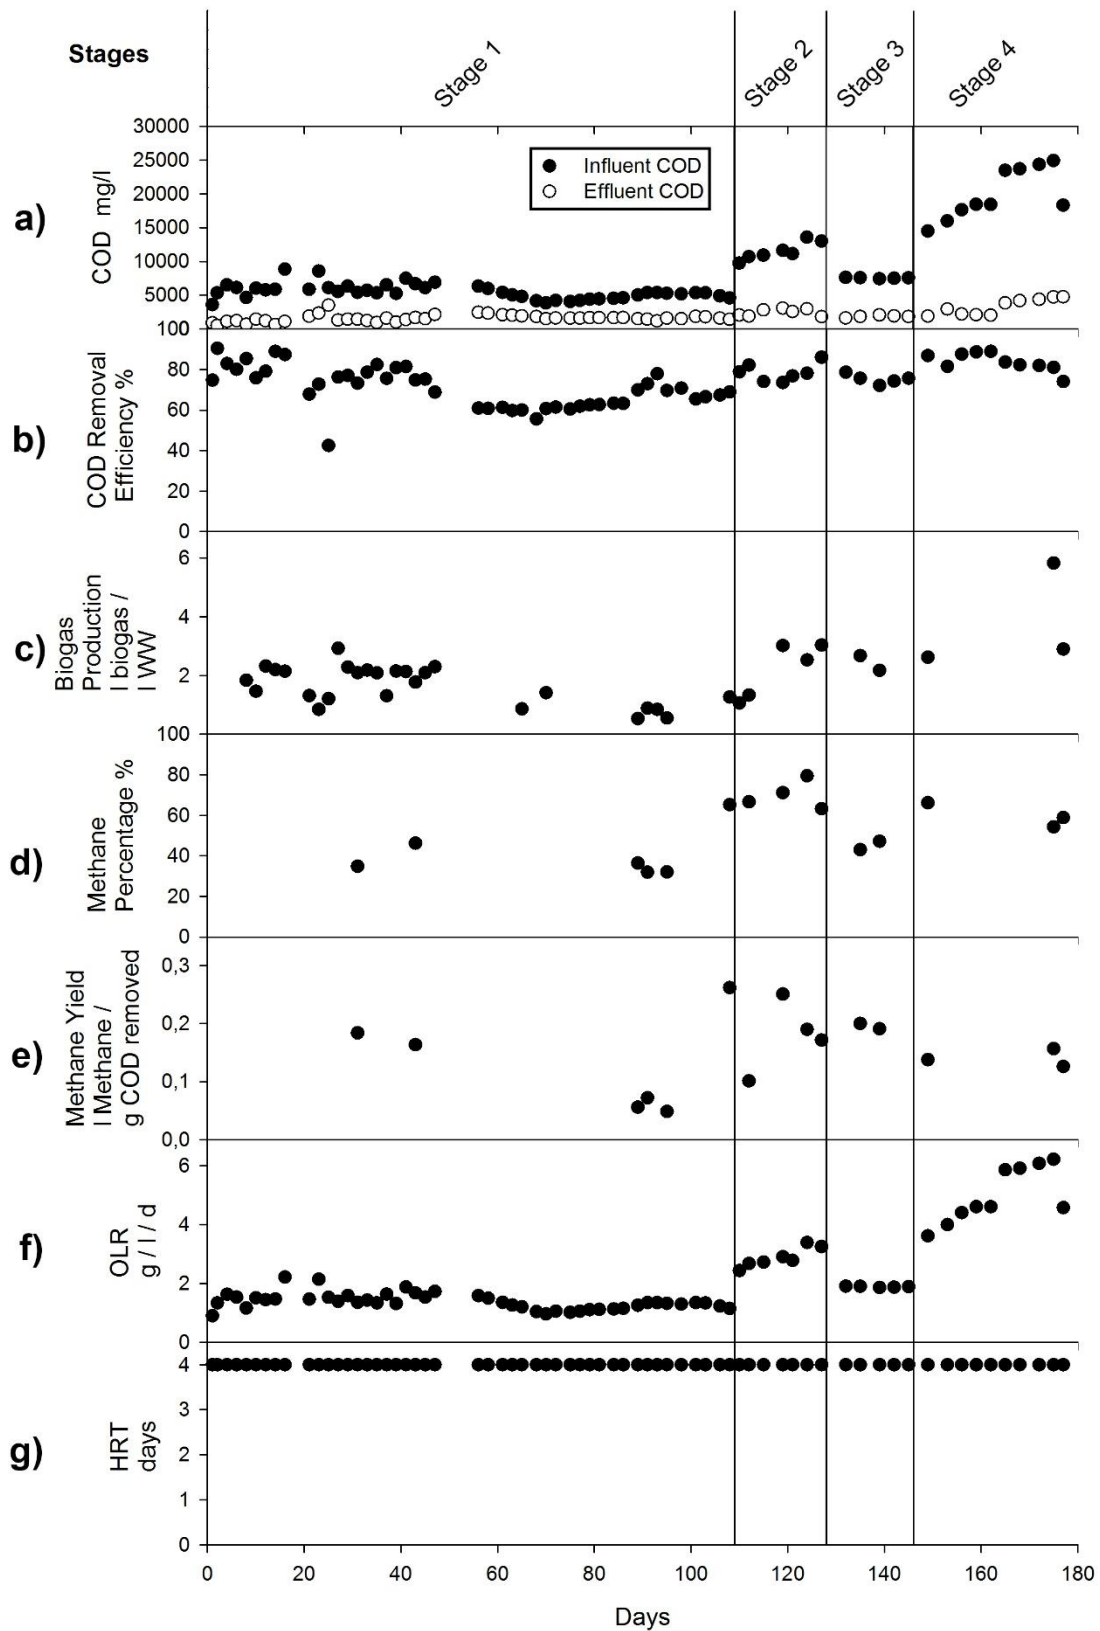 Stages
Stage 1
Stage 2
Stage 3
Stage 4
a)
COD mg/l
30000
25000
20000
15000
10000
5000
Influent COD
Effluent COD
b)
COD Removal
Efficiency %
100
80
60
40
20
0
c)
Biogas
Production
l biogas /
l WW
6
4
2
d)
Methane
Percentage %
100
80
60
40
20
0
e)
Methane Yield
l Methane /
g COD removed
0,3
0,2
0,1
0,0
f)
OLR
g / l / d
6
4
2
0
g)
HRT
days
4
3
2
1
0
0 20 40 60 80 100 120 140 160 180
Days